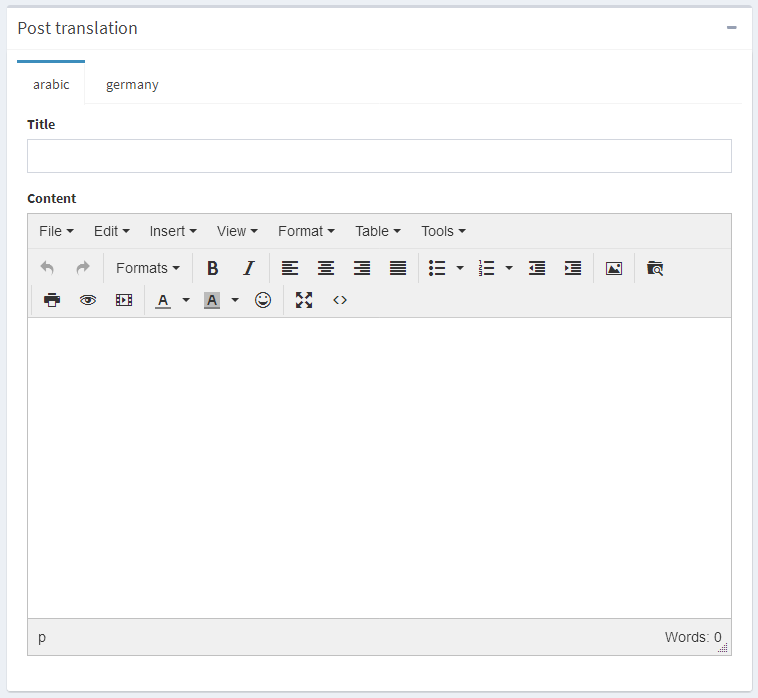 Post translation
arabic germany
Title
Content
File Edit Insert View Format Table Tools
Formats B I
A A
p Words: 0